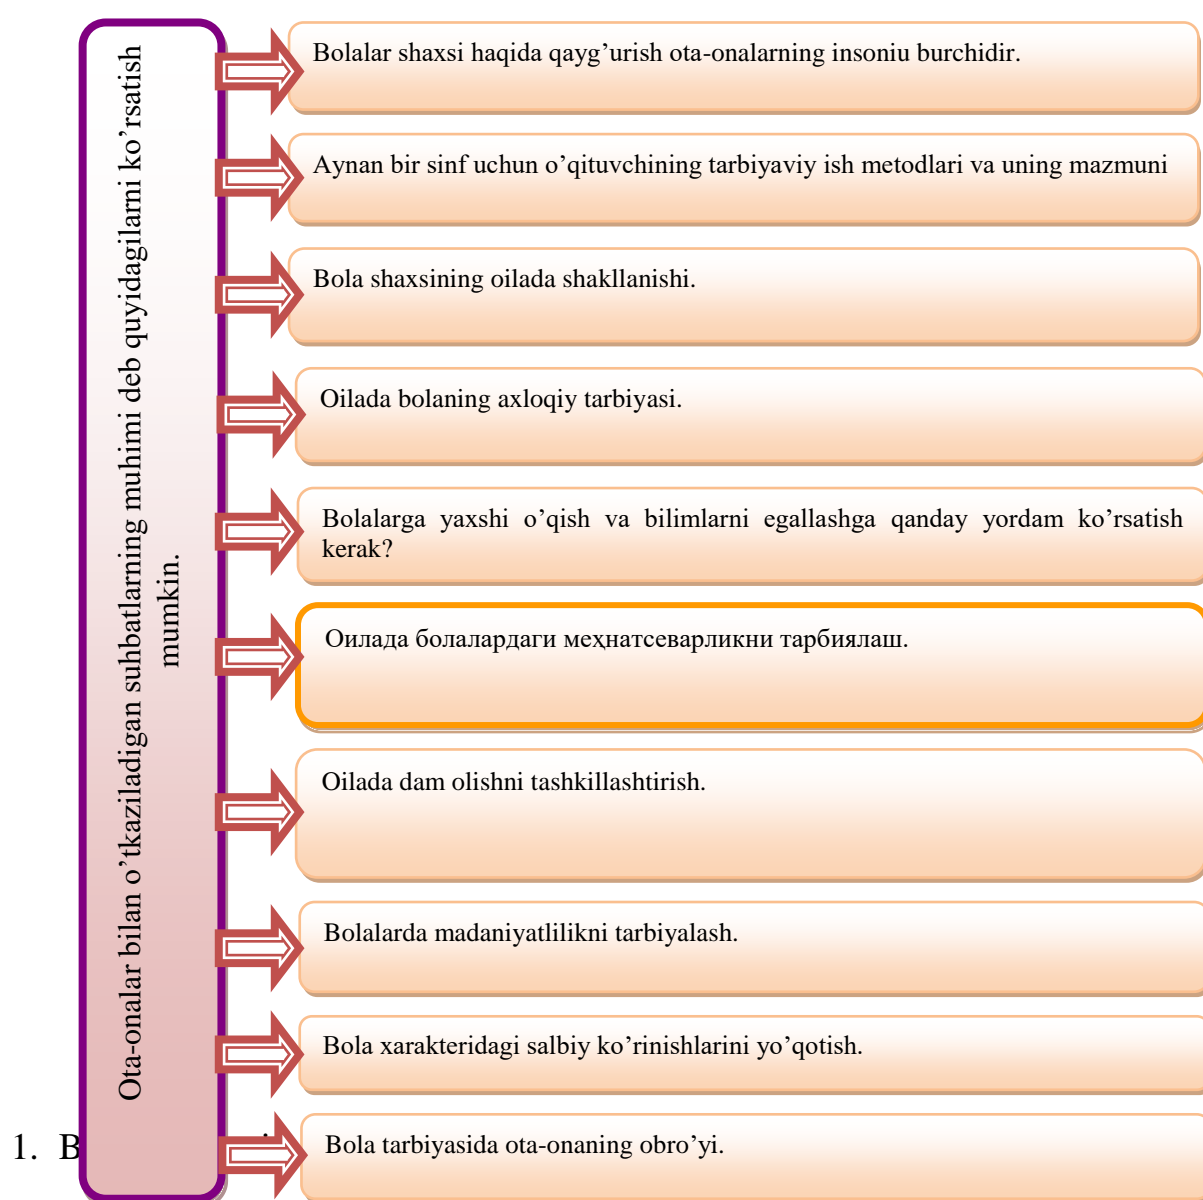 Ota-onalar bilan o’tkaziladigan suhbatlarning muhimi deb quyidagilarni ko’rsatish
mumkin.
Bolalar shaxsi haqida qayg’urish ota-onalarning insoniu burchidir.
Aynan bir sinf uchun o’qituvchining tarbiyaviy ish metodlari va uning mazmuni
Bola shaxsining oilada shakllanishi.
Oilada bolaning axloqiy tarbiyasi.
Bolalarga yaxshi o’qish va bilimlarni egallashga qanday yordam ko’rsatish
kerak?
Оилада болалардаги меҳнатсеварликни тарбиялаш.
Oilada dam olishni tashkillashtirish.
Bolalarda madaniyatlilikni tarbiyalash.
Bola xarakteridagi salbiy ko’rinishlarini yo’qotish.
Bola tarbiyasida ota-onaning obro’yi.
1. B